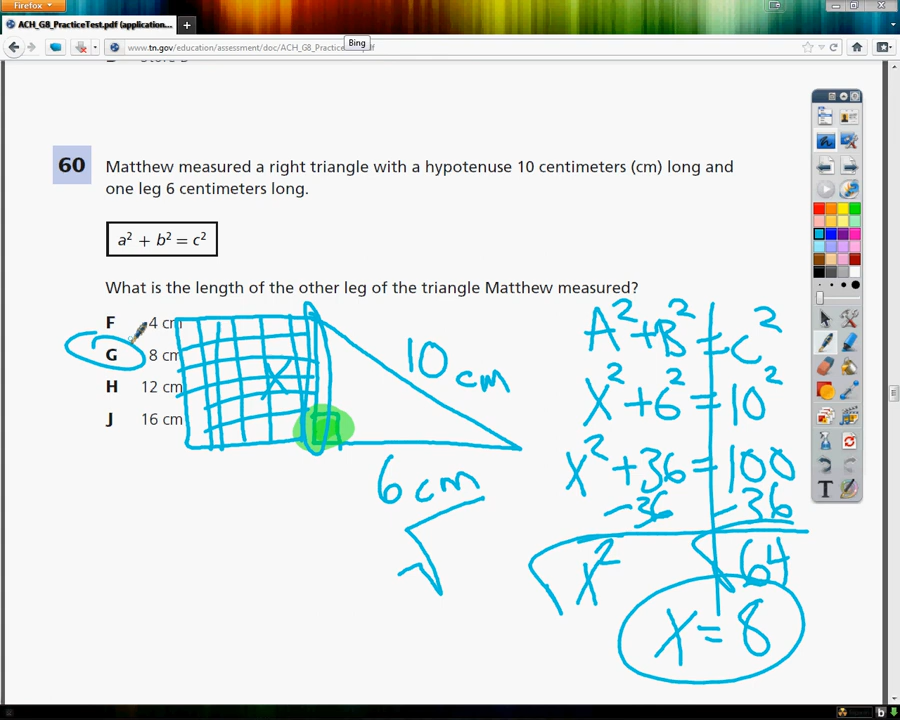 Firefox
ACH_G8_PracticeTest.pdf (application...
www.tn.gov/education/assessment/doc/ACH_G8_Practice
df
Bing
60
Matthew measured a right triangle with a hypotenuse 10 centimeters (cm) long and
one leg 6 centimeters long.
a² + b² = c²
What is the length of the other leg of the triangle Matthew measured?
F 4 cm
G 8 cm
H 12 cm
J 16 cm
X
10 cm
6 cm
√
A² + B² = C²
X² + 6² = 10²
X² + 36 = 100
-36 -36
√X² √64
X = 8
T